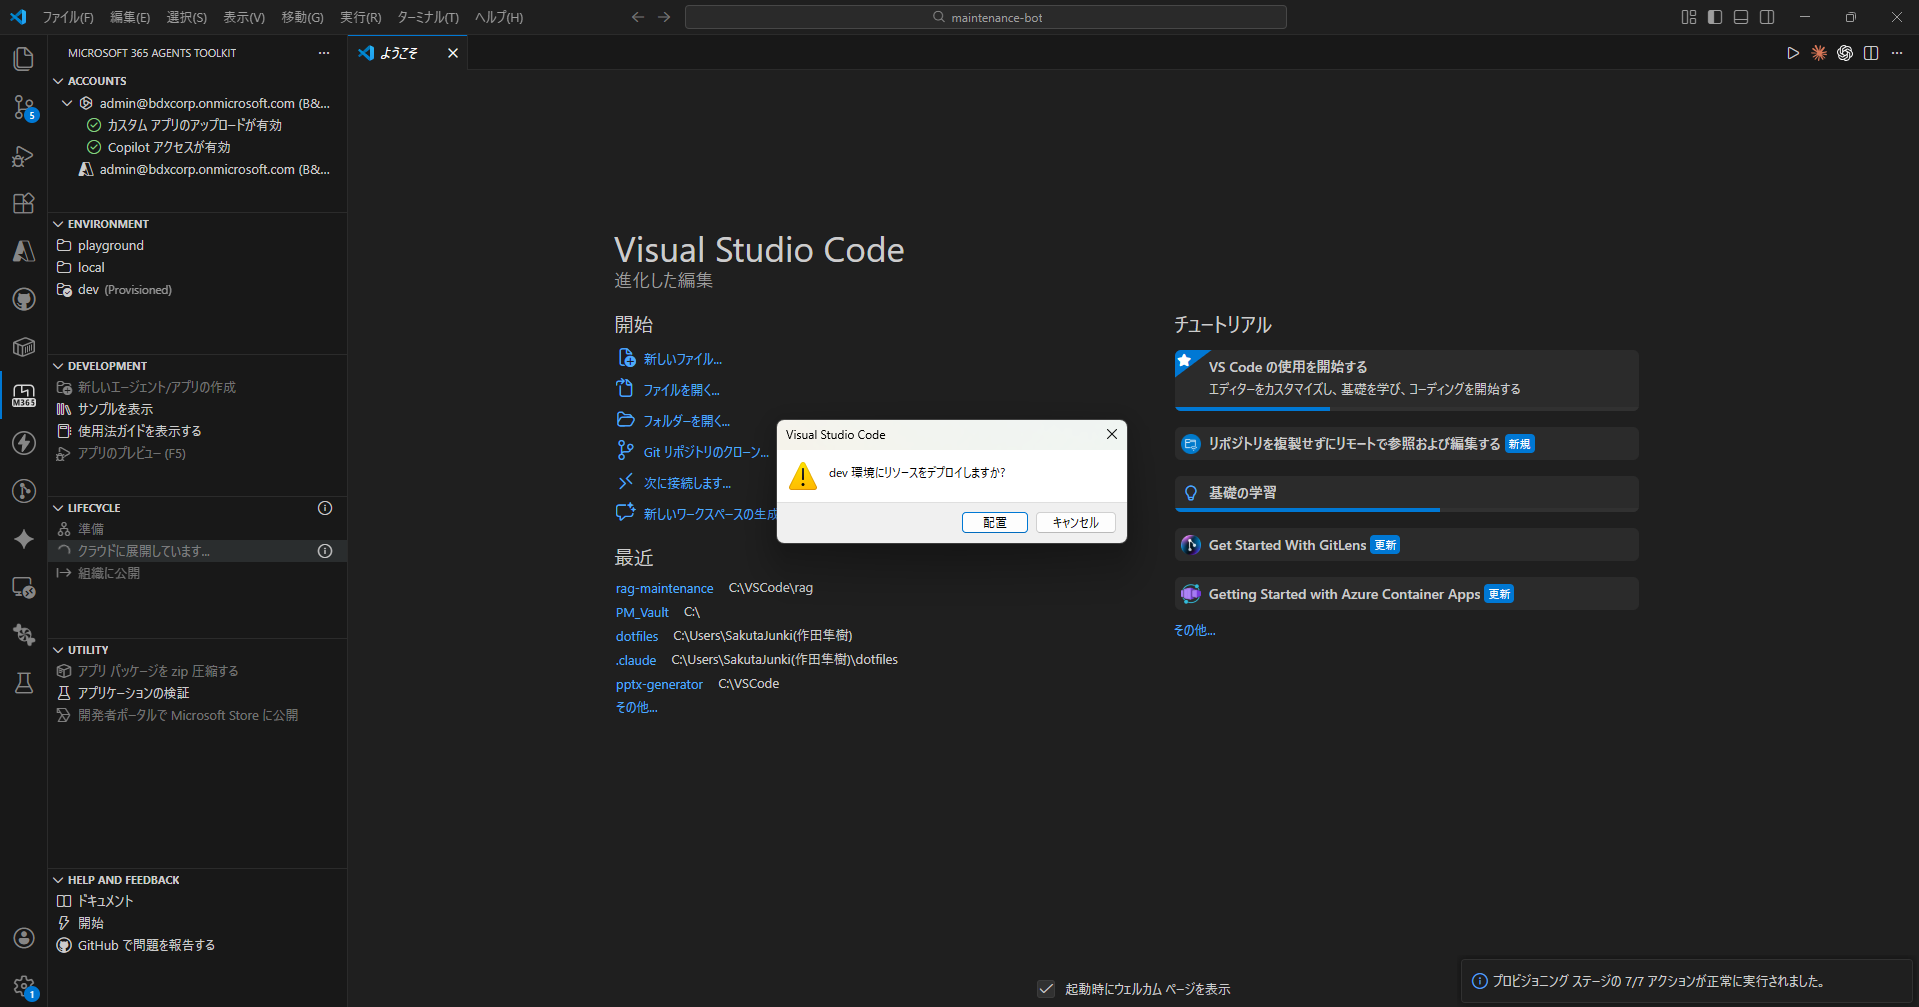 ファイル(F) 編集(E) 選択(S) 表示(V) 移動(G) 実行(R) ターミナル(T) ヘルプ(H)
maintenance-bot
MICROSOFT 365 AGENTS TOOLKIT
ようこそ
ACCOUNTS
admin@bdxcorp.onmicrosoft.com (B&...
カスタム アプリのアップロードが有効
Copilot アクセスが有効
admin@bdxcorp.onmicrosoft.com (B&...
ENVIRONMENT
playground
local
dev (Provisioned)
DEVELOPMENT
新しいエージェント/アプリの作成
サンプルを表示
使用法ガイドを表示する
アプリのプレビュー (F5)
LIFECYCLE
準備
クラウドに展開しています...
組織に公開
UTILITY
アプリ パッケージを zip 圧縮する
アプリケーションの検証
開発者ポータルで Microsoft Store に公開
HELP AND FEEDBACK
ドキュメント
開始
GitHub で問題を報告する
5
M365
1
Visual Studio Code
進化した編集
開始
新しいファイル...
ファイルを開く...
フォルダーを開く...
Git リポジトリのクローン...
次に接続します...
新しいワークスペースの生成
最近
rag-maintenance C:\VSCode\rag
PM_Vault C:\
dotfiles C:\Users\SakutaJunki(作田隼樹)
.claude C:\Users\SakutaJunki(作田隼樹)\dotfiles
pptx-generator C:\VSCode
その他...
チュートリアル
VS Code の使用を開始する
エディターをカスタマイズし、基礎を学び、コーディングを開始する
リポジトリを複製せずにリモートで参照および編集する 新規
基礎の学習
Get Started With GitLens 更新
Getting Started with Azure Container Apps 更新
その他...
Visual Studio Code
dev 環境にリソースをデプロイしますか?
配置 キャンセル
起動時にウェルカム ページを表示
プロビジョニング ステージの 7/7 アクションが正常に実行されました。